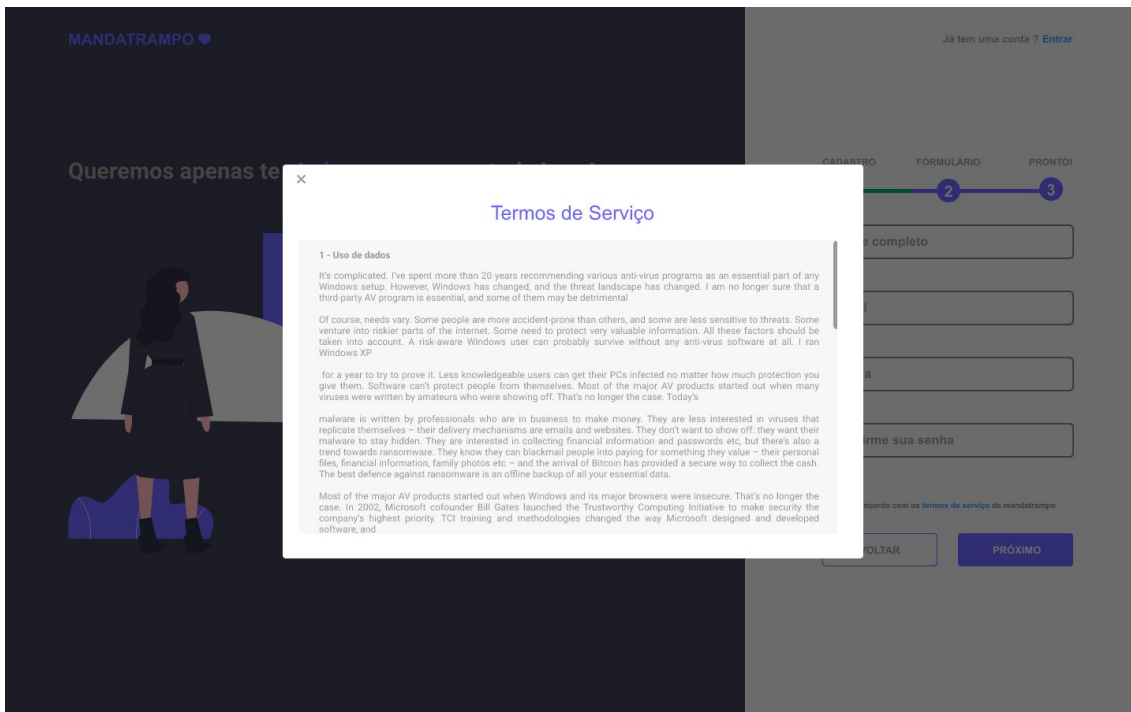 MANDATRAMPO
Já tem uma conta ? Entrar
Queremos apenas te
CADASTRO FORMULÁRIO PRONTO!
2 3
×
Termos de Serviço
1 - Uso de dados
It's complicated. I've spent more than 20 years recommending various anti-virus programs as an essential part of any
Windows setup. However, Windows has changed, and the threat landscape has changed. I am no longer sure that a
third-party AV program is essential, and some of them may be detrimental
Of course, needs vary. Some people are more accident-prone than others, and some are less sensitive to threats. Some
venture into riskier parts of the internet. Some need to protect very valuable information. All these factors should be
taken into account. A risk-aware Windows user can probably survive without any anti-virus software at all. I ran
Windows XP
for a year to try to prove it. Less knowledgeable users can get their PCs infected no matter how much protection you
give them. Software can't protect people from themselves. Most of the major AV products started out when many
viruses were written by amateurs who were showing off. That's no longer the case. Today's
malware is written by professionals who are in business to make money. They are less interested in viruses that
replicate themselves – their delivery mechanisms are emails and websites. They don't want to show off: they want their
malware to stay hidden. They are interested in collecting financial information and passwords etc, but there's also a
trend towards ransomware. They know they can blackmail people into paying for something they value – their personal
files, financial information, family photos etc – and the arrival of Bitcoin has provided a secure way to collect the cash.
The best defence against ransomware is an offline backup of all your essential data.
Most of the major AV products started out when Windows and its major browsers were insecure. That's no longer the
case. In 2002, Microsoft cofounder Bill Gates launched the Trustworthy Computing Initiative to make security the
company's highest priority. TCI training and methodologies changed the way Microsoft designed and developed
software, and
completo
sua senha
com os termos de serviço da mandatrampo
VOLTAR PRÓXIMO